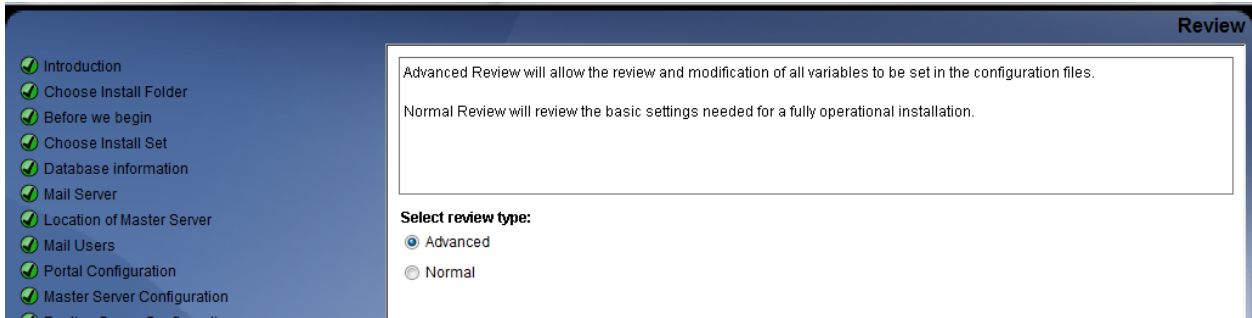 Review
Introduction
Choose Install Folder
Before we begin
Choose Install Set
Database information
Mail Server
Location of Master Server
Mail Users
Portal Configuration
Master Server Configuration
Advanced Review will allow the review and modification of all variables to be set in the configuration files.
Normal Review will review the basic settings needed for a fully operational installation.
Select review type:
Advanced
Normal